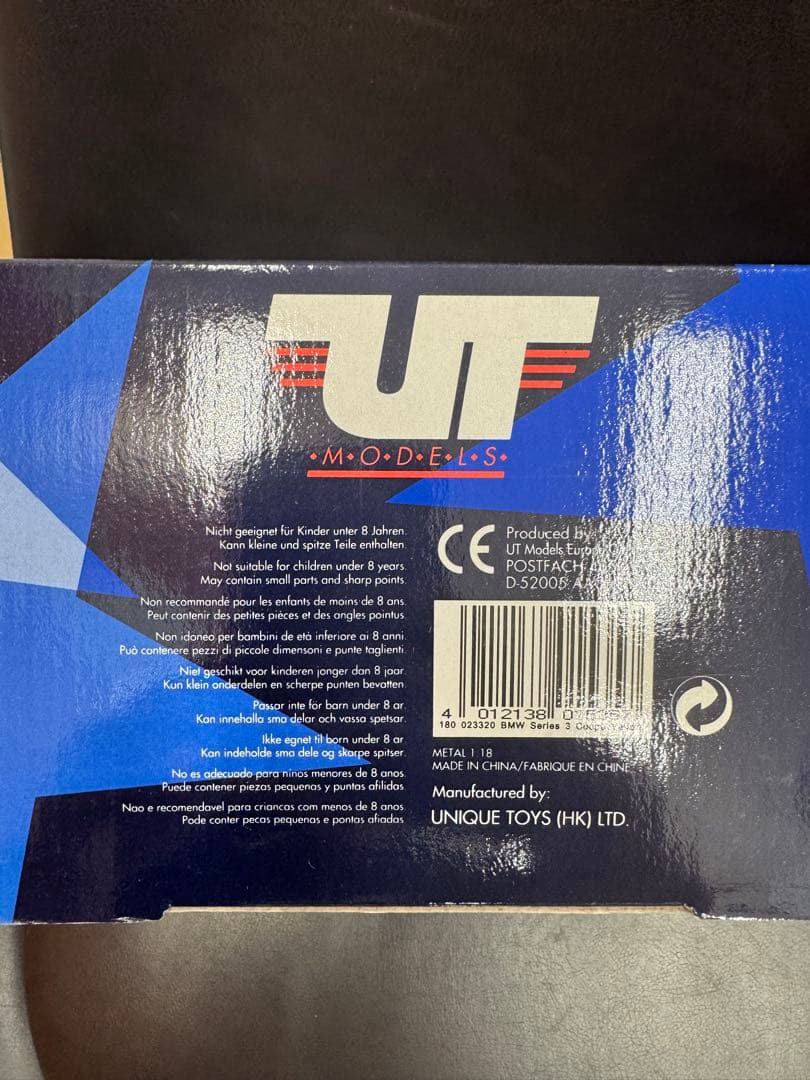 UT
•M•O•D•E•L•S•
Nicht geeignet für Kinder unter 8 Jahren.
Kann kleine und spitze Teile enthalten.
Not suitable for children under 8 years.
May contain small parts and sharp points.
Non recommandé pour les enfants de moins de 8 ans.
Peut contenir des petites pièces et des angles pointus.
Non idoneo per bambini de età inferiore ai 8 anni.
Può contenere pezzi di piccole dimensoni e punte taglienti.
Niet geschikt voor kinderen jonger dan 8 jaar.
Kun klein onderdelen en scherpe punten bevatten.
Passar inte för barn under 8 ar.
Kan innehalla sma delar och vassa spetsar.
Ikke egnet til born under 8 ar.
Kan indeholde sma dele og skarpe spitser.
No es adecuado para ninos menores de 8 anos.
Puede contener piezas pequenas y puntas afilidas.
Nao e recomendavel para criancas com menos de 8 anos.
Pode conter pecas pequenas e pontas afiadas.
CE
Produced by
UT Models Europe
POSTFACH
D-52005
4 012138
180 023320 BMW Series 3
METAL 1:18
MADE IN CHINA/FABRIQUE EN CHINE
Manufactured by:
UNIQUE TOYS (HK) LTD.